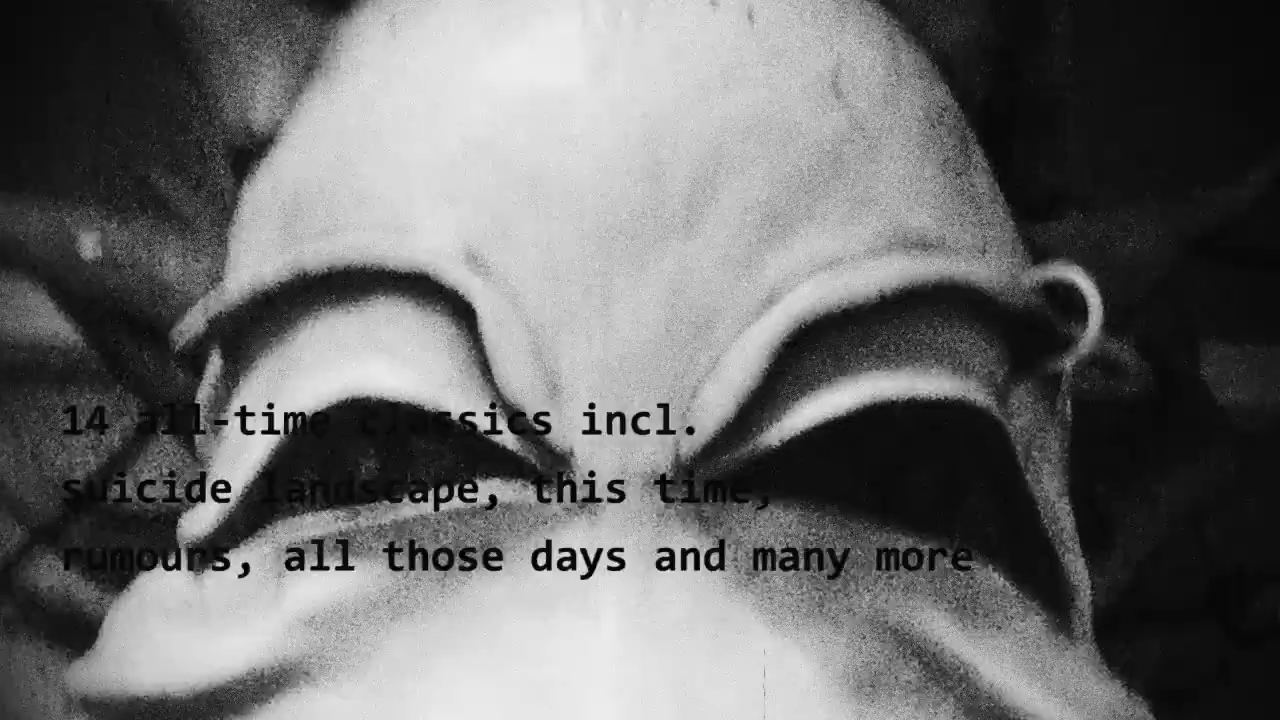 14 all-time classics incl.
suicide landscape, this time,
rumours, all those days and many more